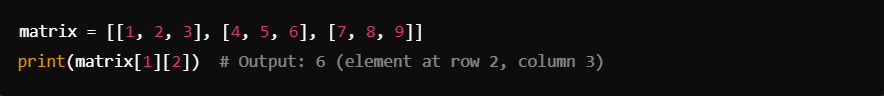 matrix = [[1, 2, 3], [4, 5, 6], [7, 8, 9]]
print(matrix[1][2])  # Output: 6 (element at row 2, column 3)